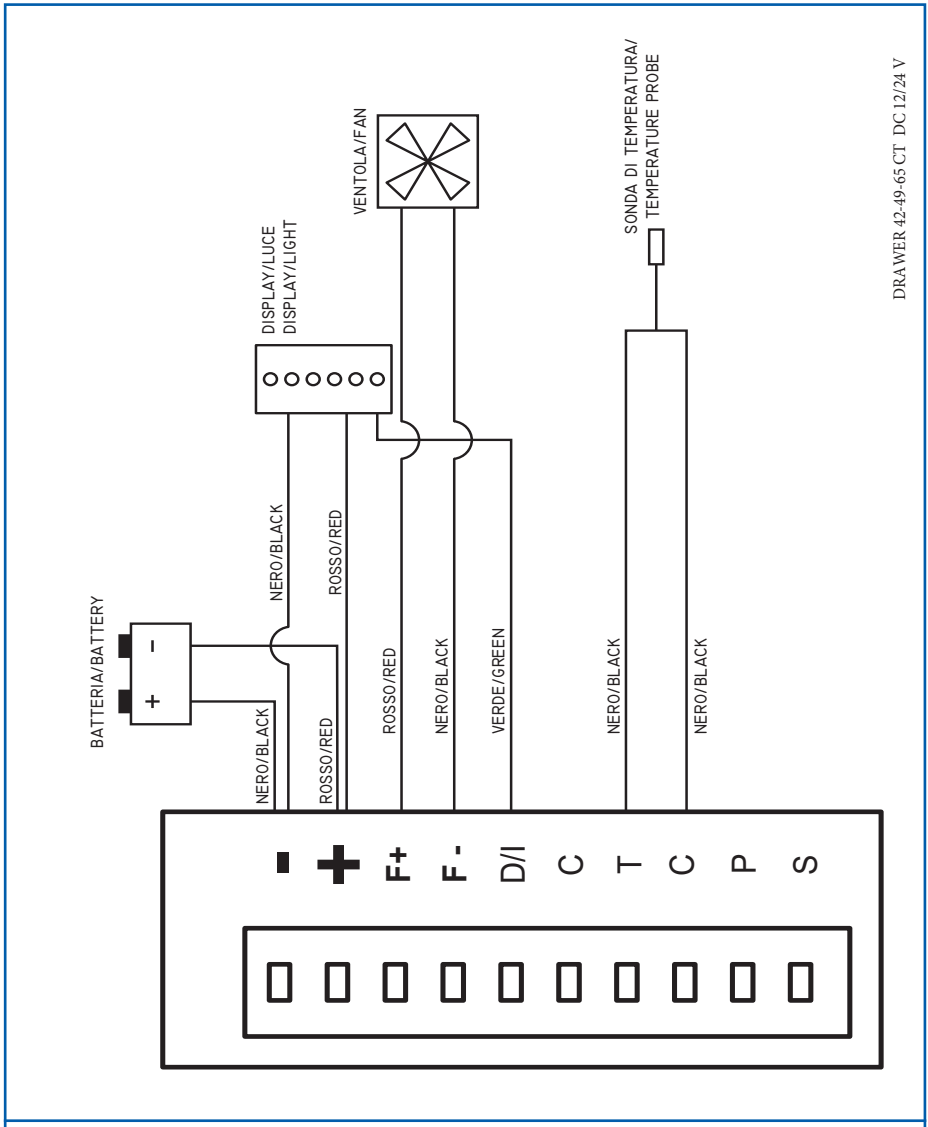 BATTERIA/BATTERY
+
-
DISPLAY/LUCE
DISPLAY/LIGHT
VENTOLA/FAN
SONDA DI TEMPERATURA/
TEMPERATURE PROBE
NERO/BLACK
ROSSO/RED
NERO/BLACK
ROSSO/RED
ROSSO/RED
NERO/BLACK
VERDE/GREEN
NERO/BLACK
NERO/BLACK
-
+
F+
F -
D/I
C
T
C
P
S
DRAWER 42-49-65 CT DC 12/24 V